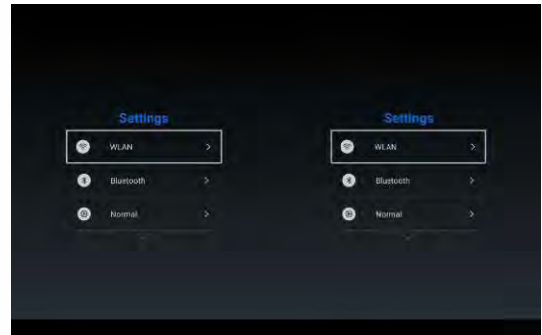 Settings
WLAN
Bluetooth
Normal
Settings
WLAN
Bluetooth
Normal